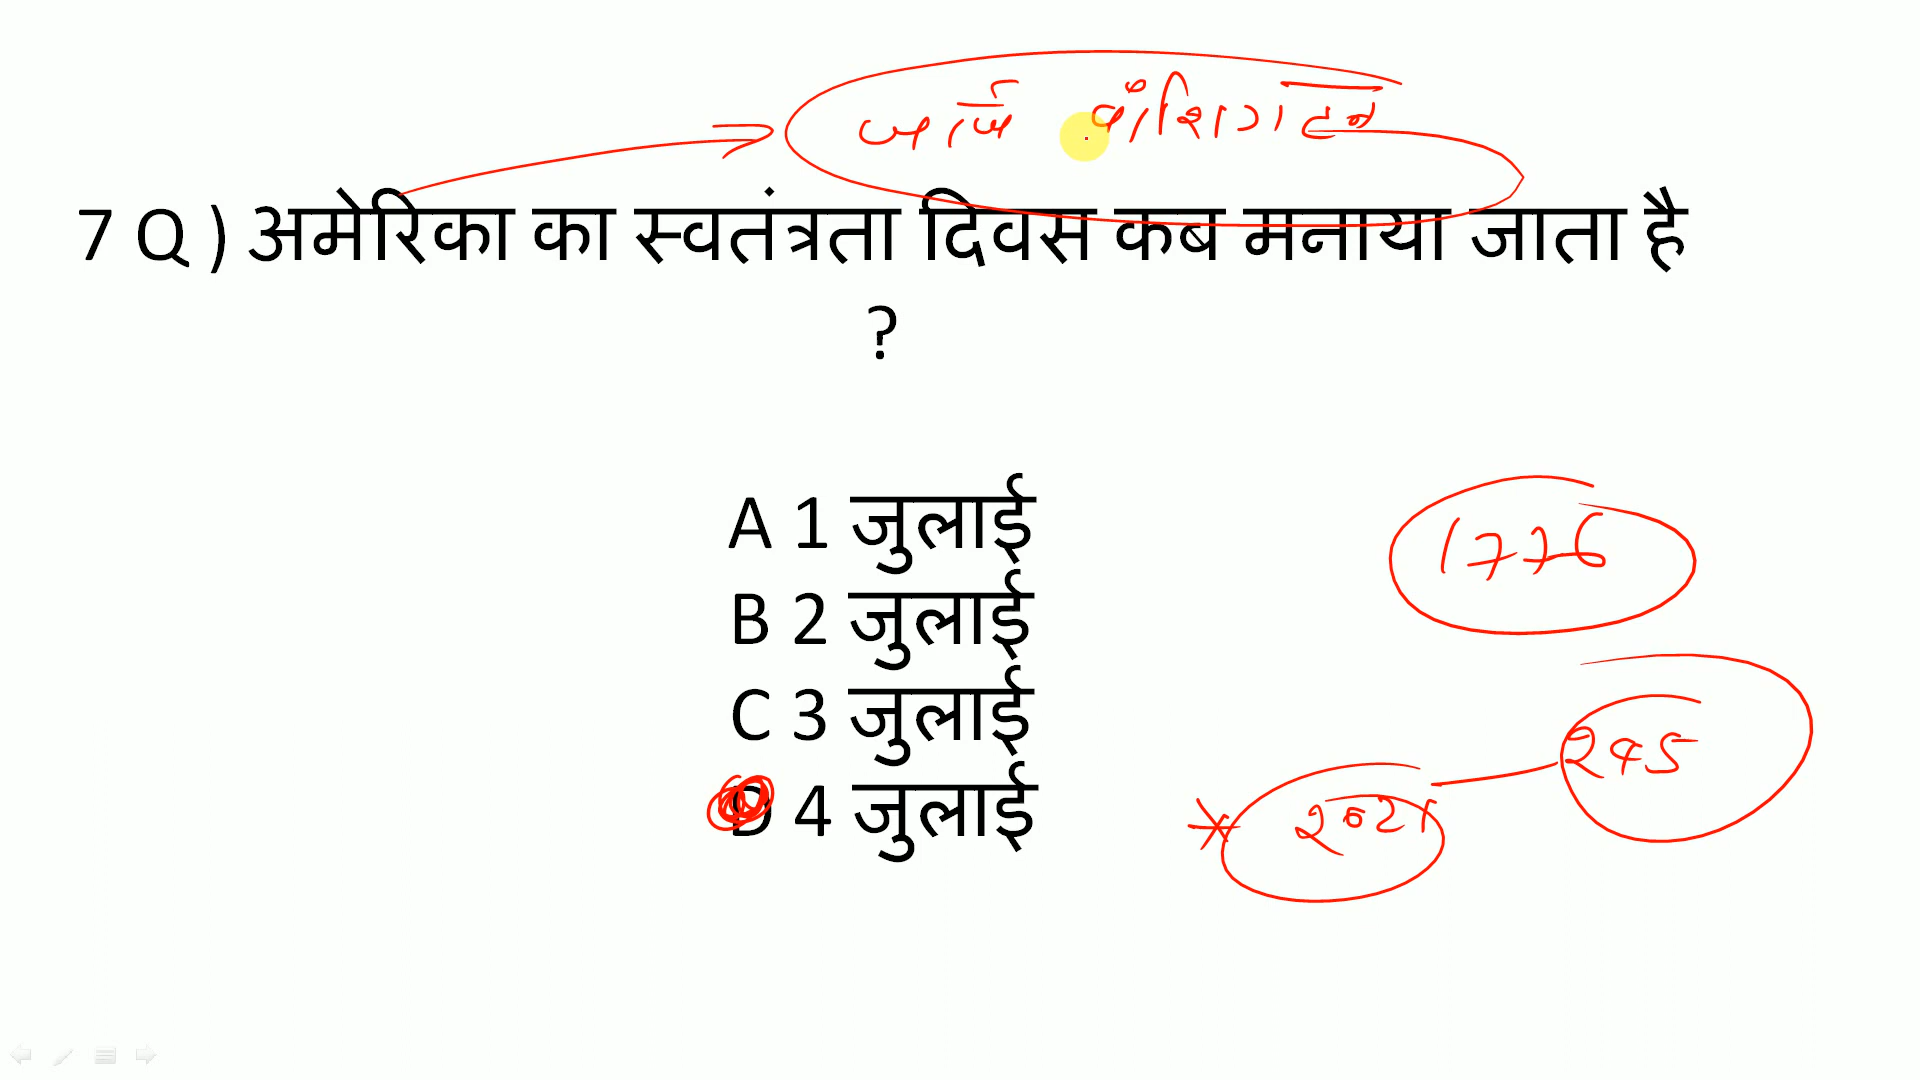 जार्ज वॉशिंगटन
7 Q ) अमेरिका का स्वतंत्रता दिवस कब मनाया जाता है
?
A 1 जुलाई
1776
B 2 जुलाई
C 3 जुलाई
245
D 4 जुलाई
2021